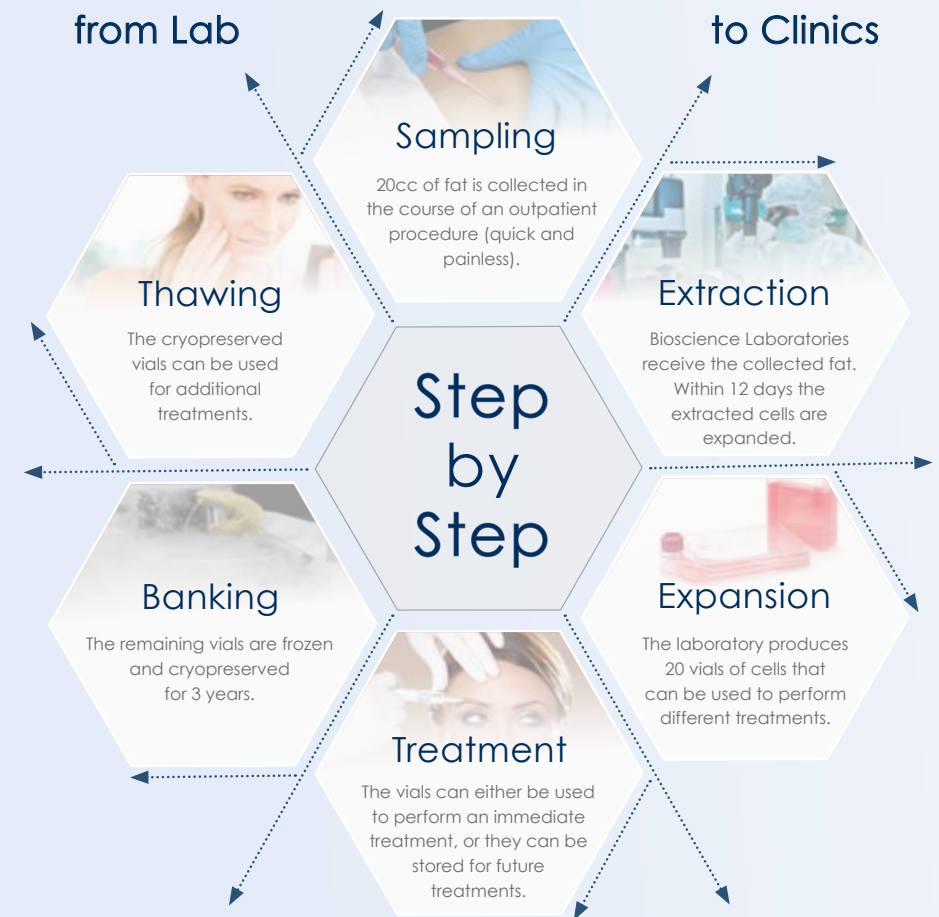 from Lab
to Clinics
Sampling
20cc of fat is collected in
the course of an outpatient
procedure (quick and
painless).
Extraction
Bioscience Laboratories
receive the collected fat.
Within 12 days the
extracted cells are
expanded.
Expansion
The laboratory produces
20 vials of cells that
can be used to perform
different treatments.
Treatment
The vials can either be used
to perform an immediate
treatment, or they can be
stored for future
treatments.
Banking
The remaining vials are frozen
and cryopreserved
for 3 years.
Thawing
The cryopreserved
vials can be used
for additional
treatments.
Step
by
Step